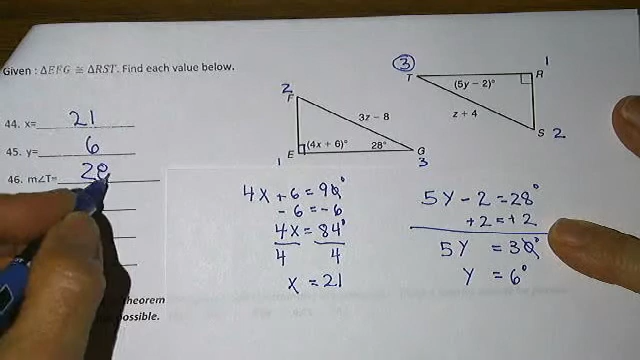 Given : ΔEFG ≅ ΔRST. Find each value below.
44. x= 21
45. y= 6
46. m∠T= 28
2
F
3z − 8
E
(4x + 6)°
28°
G
1
3
3
T
(5y − 2)°
R
1
z + 4
S
2
4x + 6 = 90°
− 6 = −6
4x = 84°
4 4
x = 21
5y − 2 = 28°
+2 = +2
5y = 30°
y = 6°
heorem
possible.